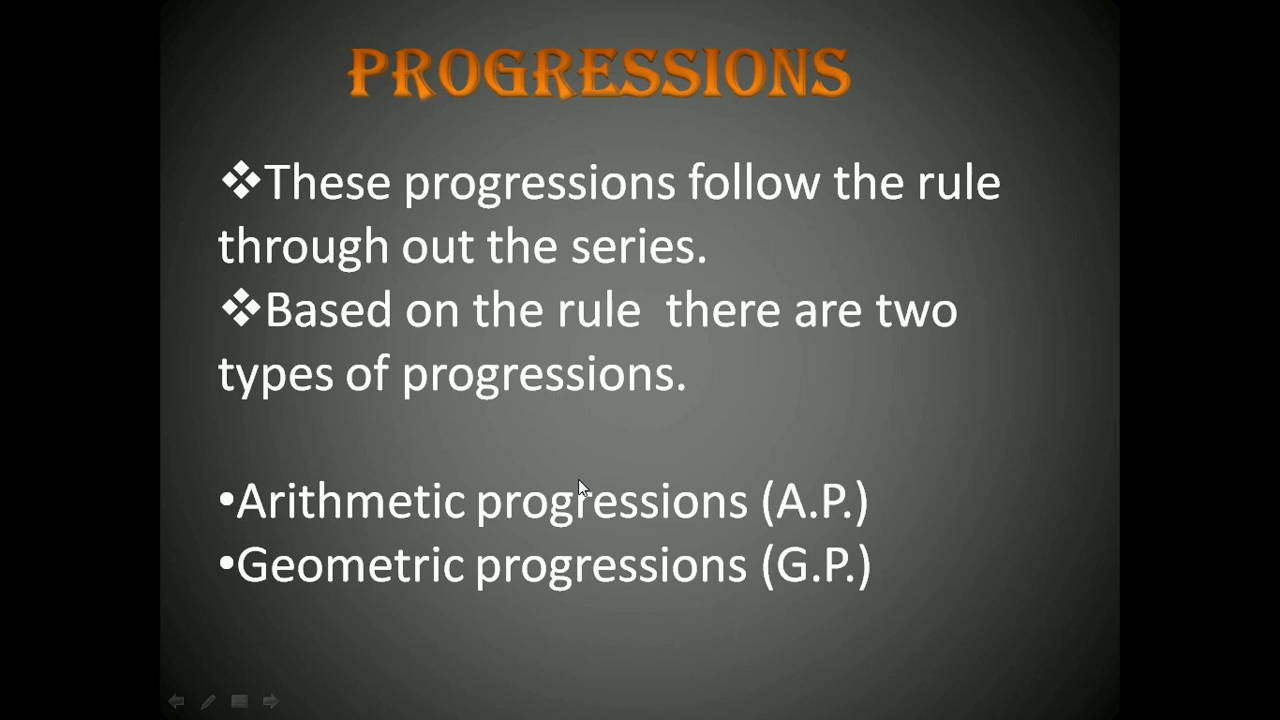 PROGRESSIONS
❖These progressions follow the rule
through out the series.
❖Based on the rule  there are two
types of progressions.
•Arithmetic progressions (A.P.)
•Geometric progressions (G.P.)